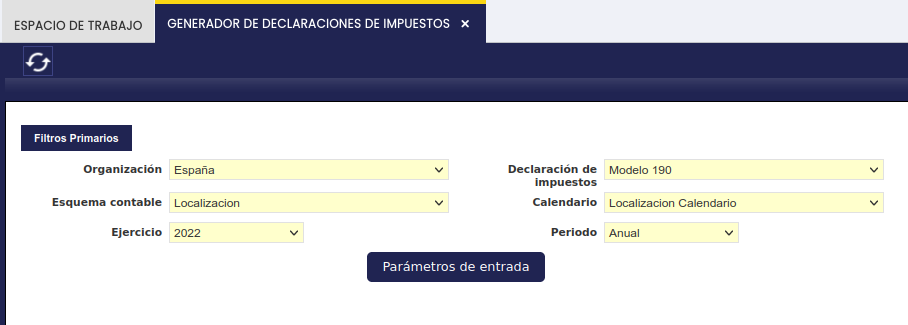 ESPACIO DE TRABAJO
GENERADOR DE DECLARACIONES DE IMPUESTOS ×
Filtros Primarios
Organización España
Declaración de
impuestos Modelo 190
Esquema contable Localizacion
Calendario Localizacion Calendario
Ejercicio 2022
Periodo Anual
Parámetros de entrada